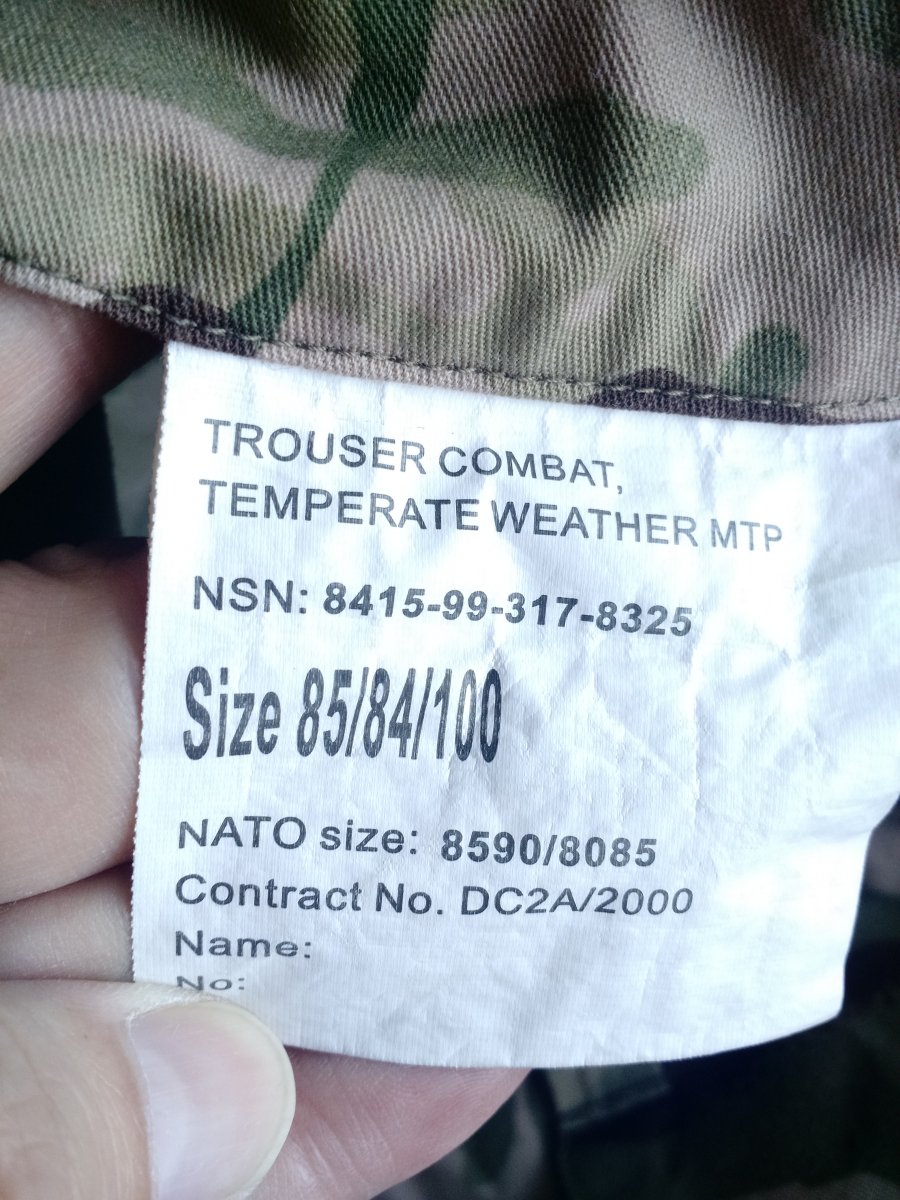 TROUSER COMBAT,
TEMPERATE WEATHER MTP
NSN: 8415-99-317-8325
Size 85/84/100
NATO size: 8590/8085
Contract No. DC2A/2000
Name:
No: